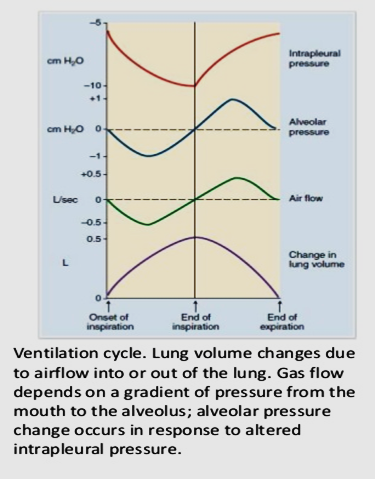 −5
cm H₂O
Intrapleural
pressure
−10
+1
cm H₂O
0
Alveolar
pressure
−1
+0.5
L/sec
0
Air flow
−0.5
0.5
L
Change in
lung volume
0
Onset of
inspiration
End of
inspiration
End of
expiration
Ventilation cycle. Lung volume changes due
to airflow into or out of the lung. Gas flow
depends on a gradient of pressure from the
mouth to the alveolus; alveolar pressure
change occurs in response to altered
intrapleural pressure.